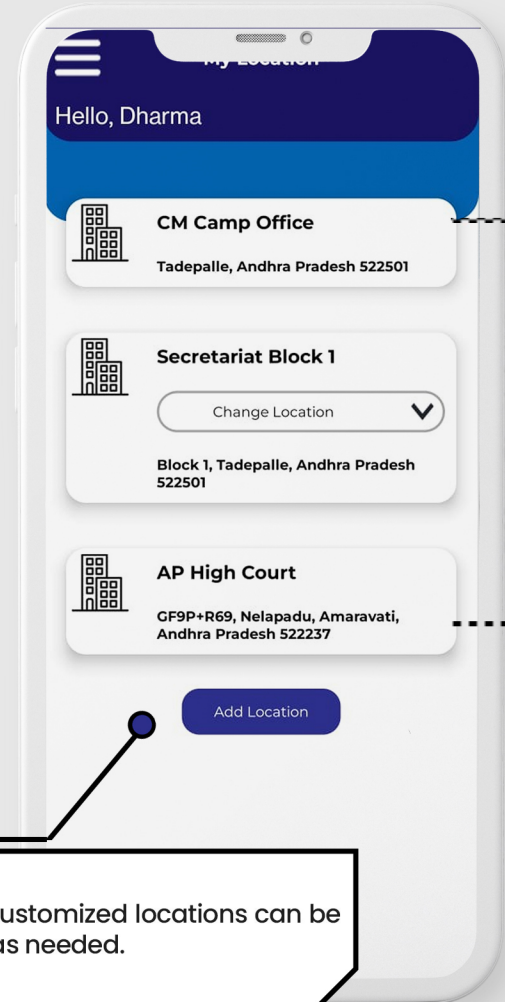 My Location
Hello, Dharma
CM Camp Office
Tadepalle, Andhra Pradesh 522501
Secretariat Block 1
Change Location
Block 1, Tadepalle, Andhra Pradesh
522501
AP High Court
GF9P+R69, Nelapadu, Amaravati,
Andhra Pradesh 522237
Add Location
ustomized locations can be
as needed.